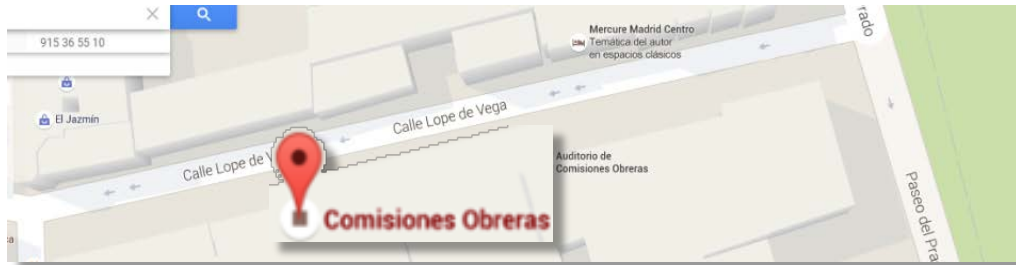 915 36 55 10
El Jazmín
Mercure Madrid Centro
Temática del autor
en espacios clásicos
rado
Calle Lope de Vega
Calle Lope de V
Auditorio de
Comisiones Obreras
Comisiones Obreras
Paseo del Pra
ca